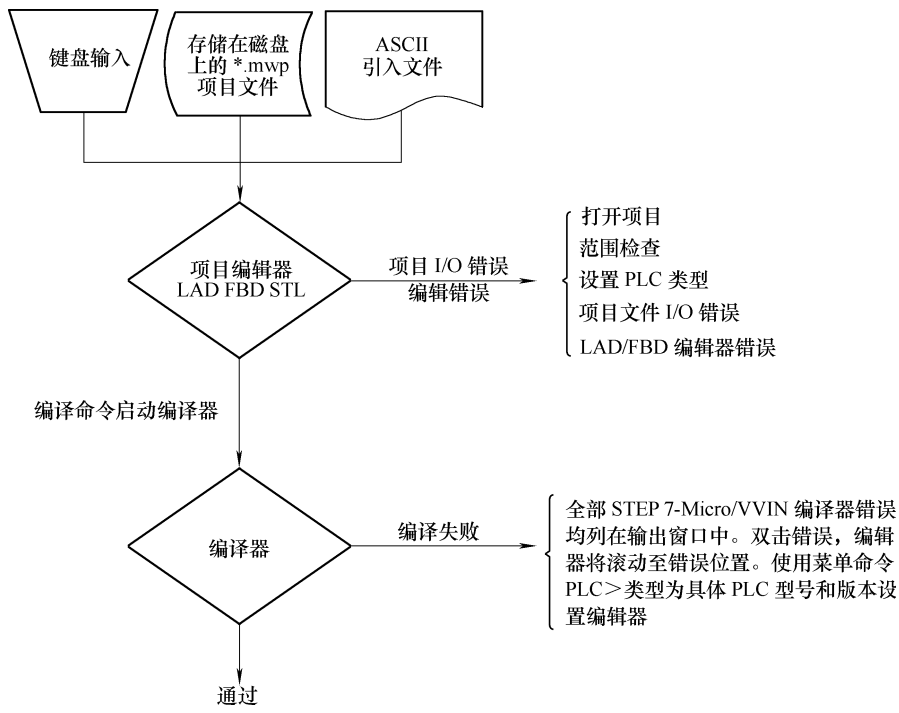 键盘输入
存储在磁盘
上的 *.mwp
项目文件
ASCII
引入文件
项目编辑器
LAD FBD STL
项目 I/O 错误
编辑错误
打开项目
范围检查
设置 PLC 类型
项目文件 I/O 错误
LAD/FBD 编辑器错误
编译命令启动编译器
编译器
编译失败
全部 STEP 7-Micro/VVIN 编译器错误
均列在输出窗口中。双击错误，编辑
器将滚动至错误位置。使用菜单命令
PLC＞类型为具体 PLC 型号和版本设
置编辑器
通过